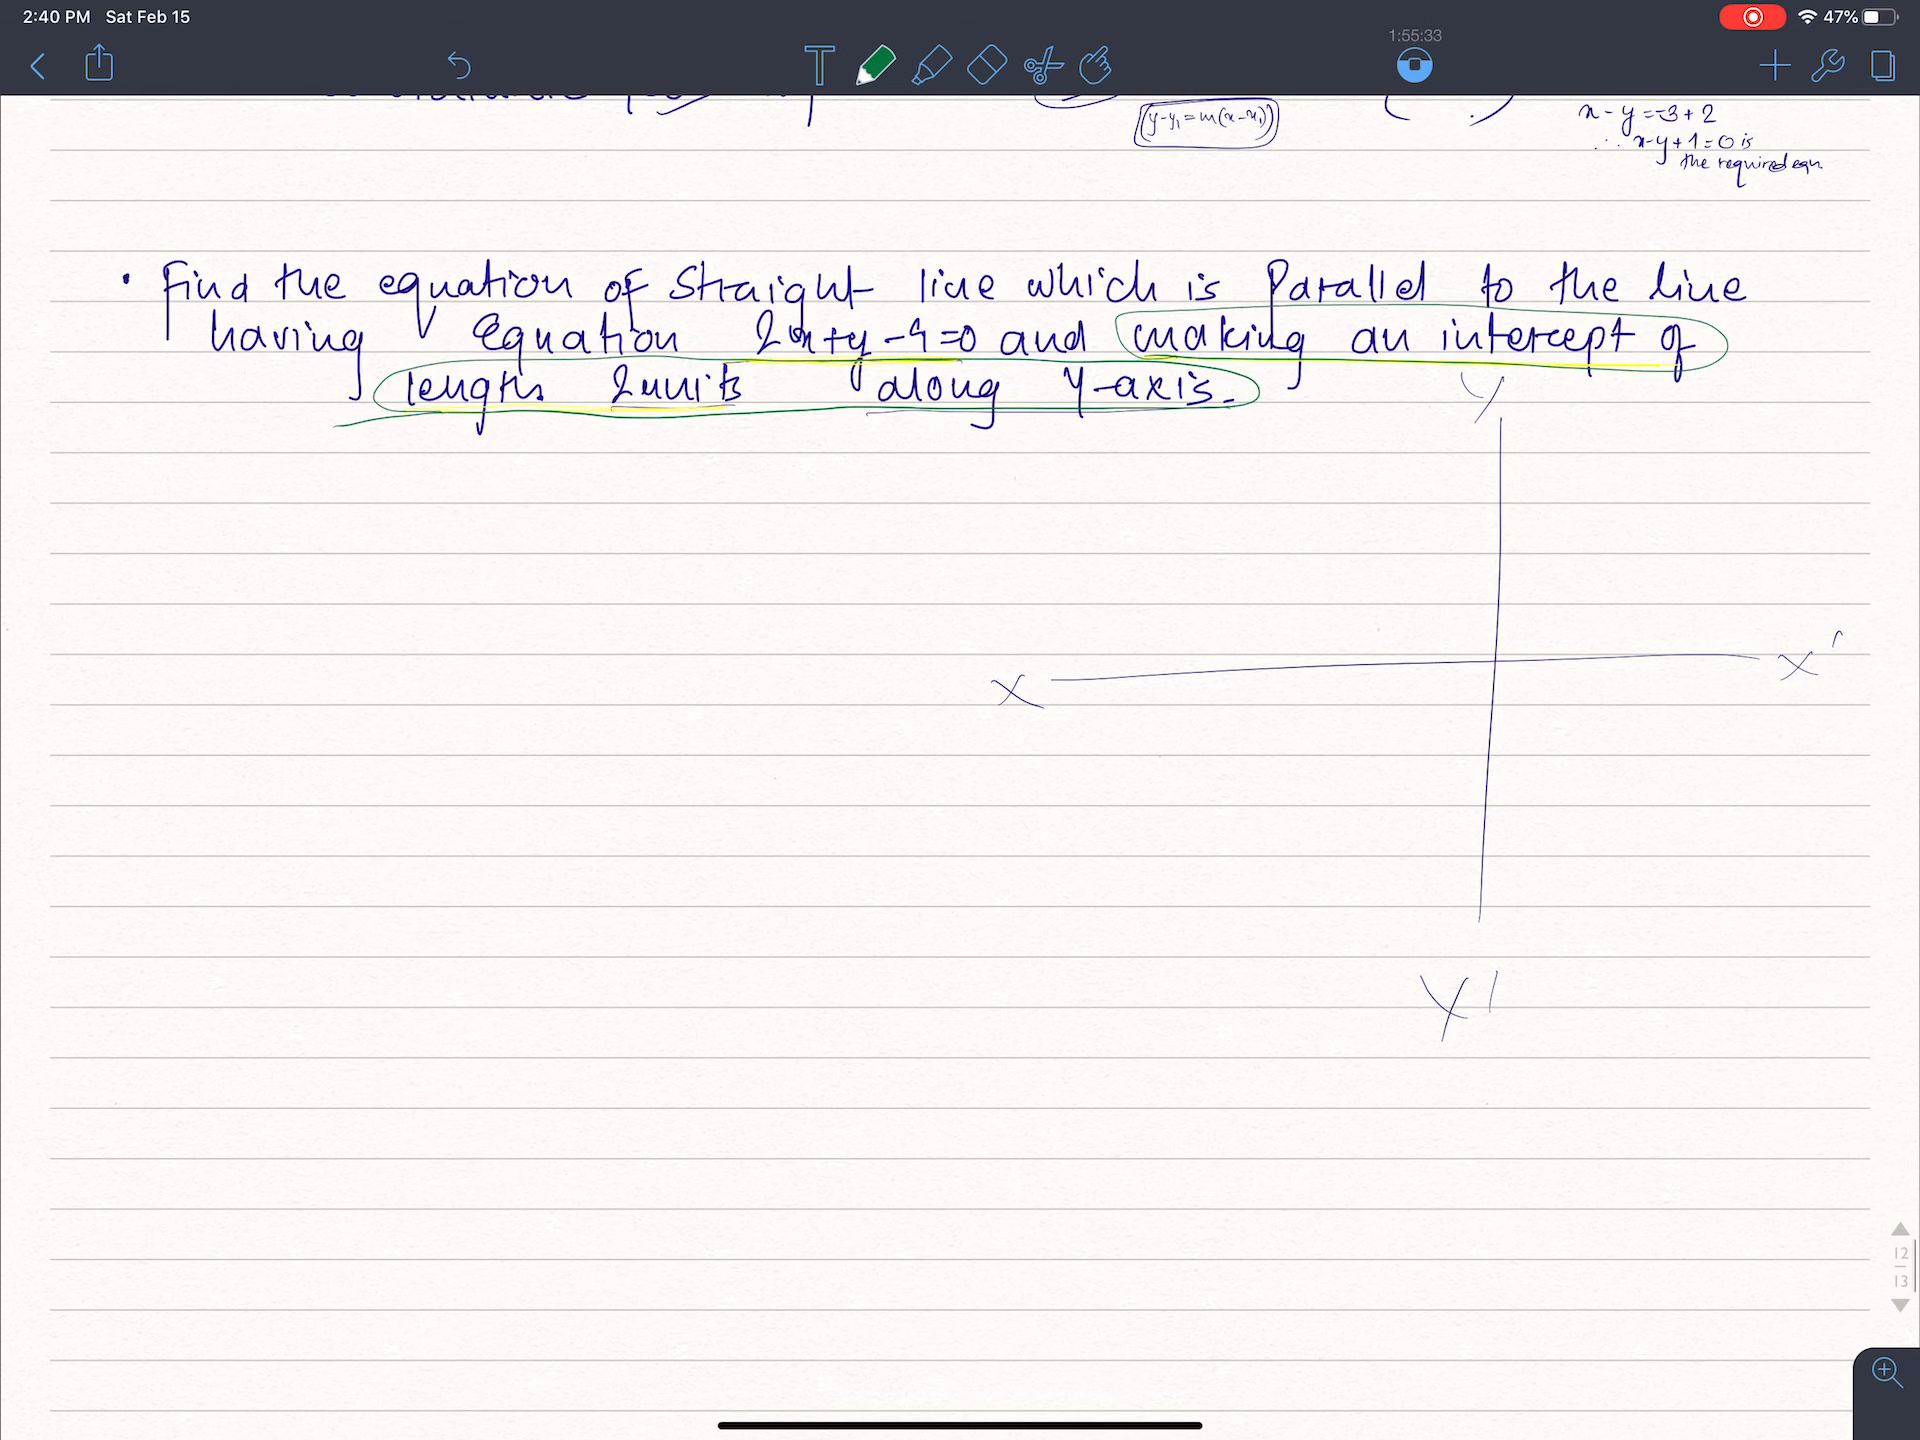 2:40 PM Sat Feb 15
47%
1:55:33
T
(y-y₁=m(x-x₁))
x-y=-3+2
∴ x-y+1=0 is
the required eqn
• Find the equation of Straight line which is Parallel to the line
having Equation 2x+y-4=0 and making an intercept of
length 2units along Y-axis.
Y
X
X'
Y'
12
13